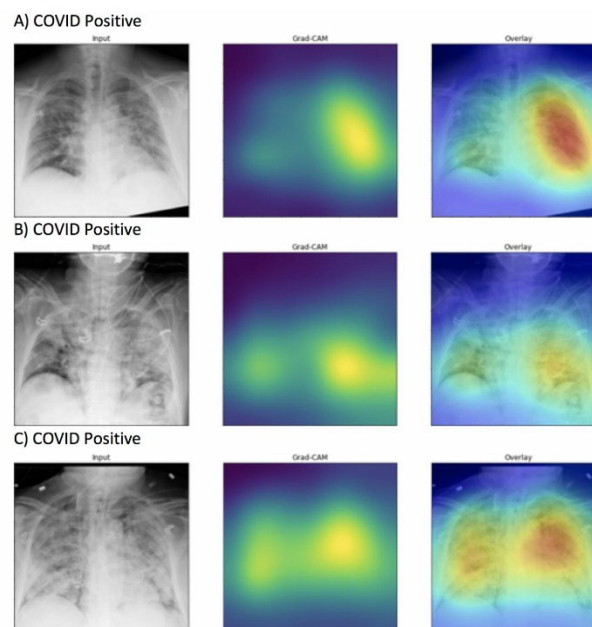 A) COVID Positive
Input Grad-CAM Overlay
B) COVID Positive
Input Grad-CAM Overlay
C) COVID Positive
Input Grad-CAM Overlay